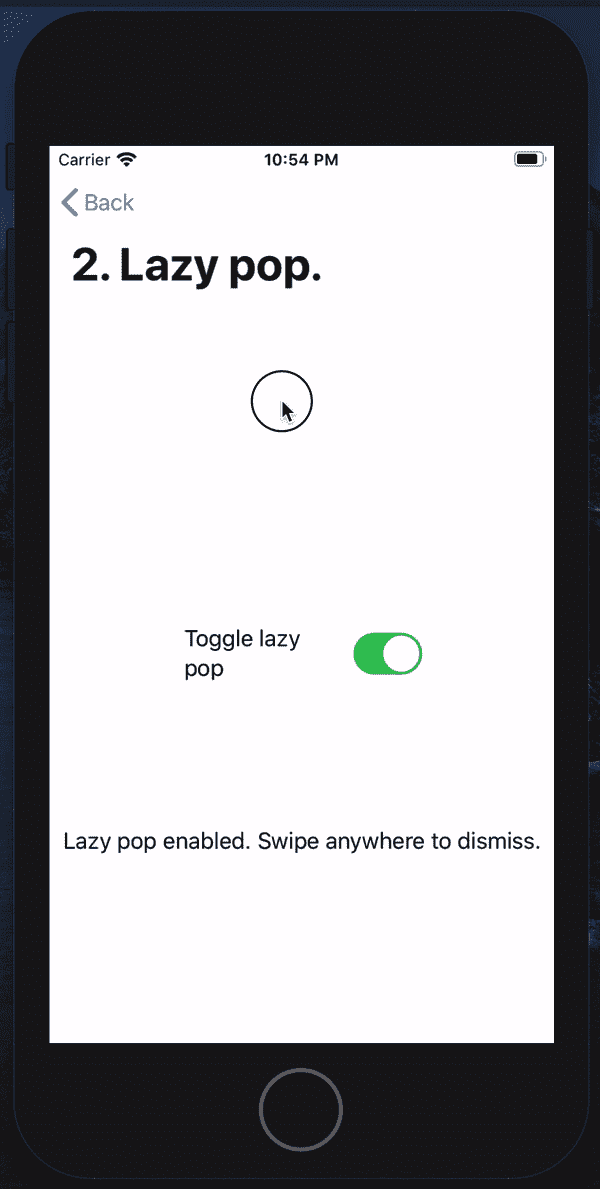 Carrier 10:54 PM
Back
2. Lazy pop.
Toggle lazy
pop
Lazy pop enabled. Swipe anywhere to dismiss.